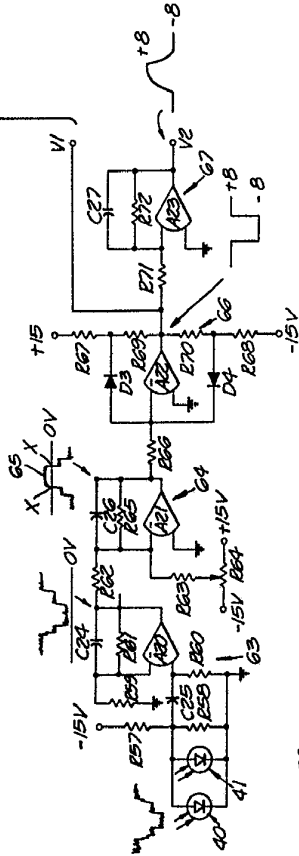 -15V
R57
40
41
C25
R58
R60
63
R59
C24
R61
A20
0V
R62
X
65
X
0V
C26
R65
A21
64
R63
-15V
R64
+15V
R66
D3
D4
+15
R67
R69
A22
R70
66
R68
-15V
V1
R71
C27
R72
A23
67
+8
-8
V2
+8
-8